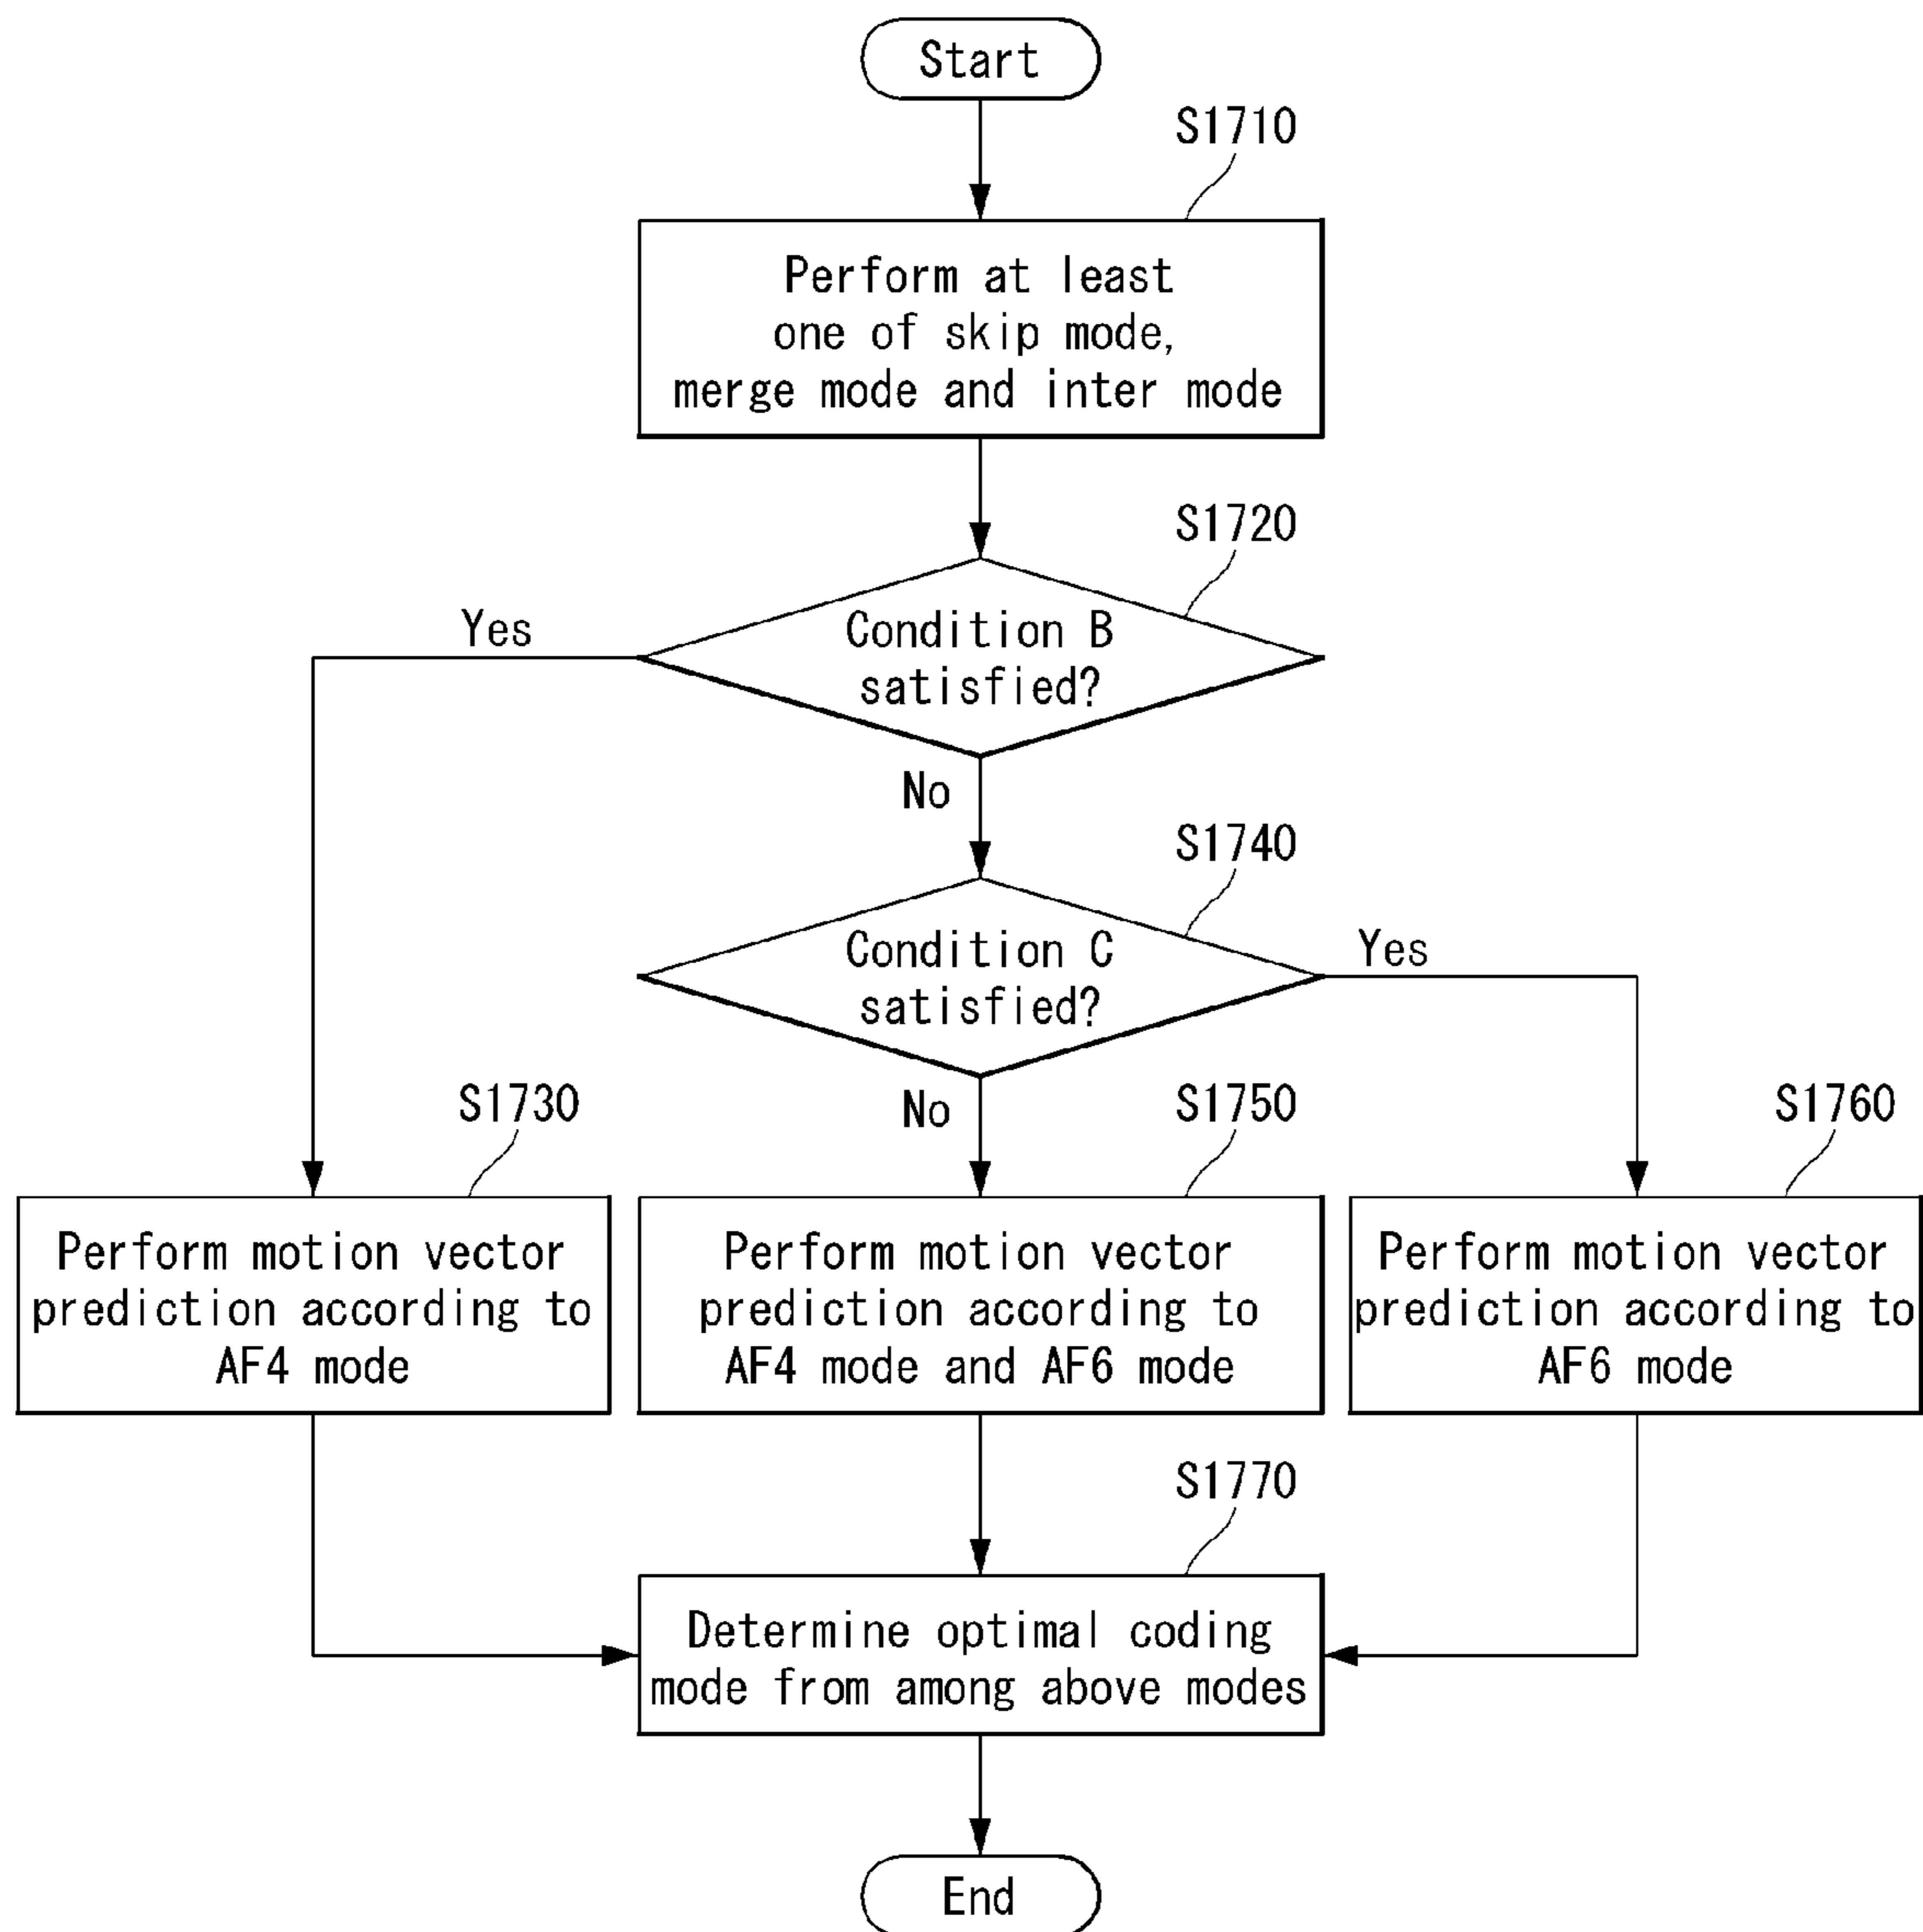 Start
S1710
Perform at least
one of skip mode,
merge mode and inter mode
S1720
Yes
Condition B
satisfied?
No
S1740
Condition C
satisfied?
Yes
No
S1730
S1750
S1760
Perform motion vector
prediction according to
AF4 mode
Perform motion vector
prediction according to
AF4 mode and AF6 mode
Perform motion vector
prediction according to
AF6 mode
S1770
Determine optimal coding
mode from among above modes
End